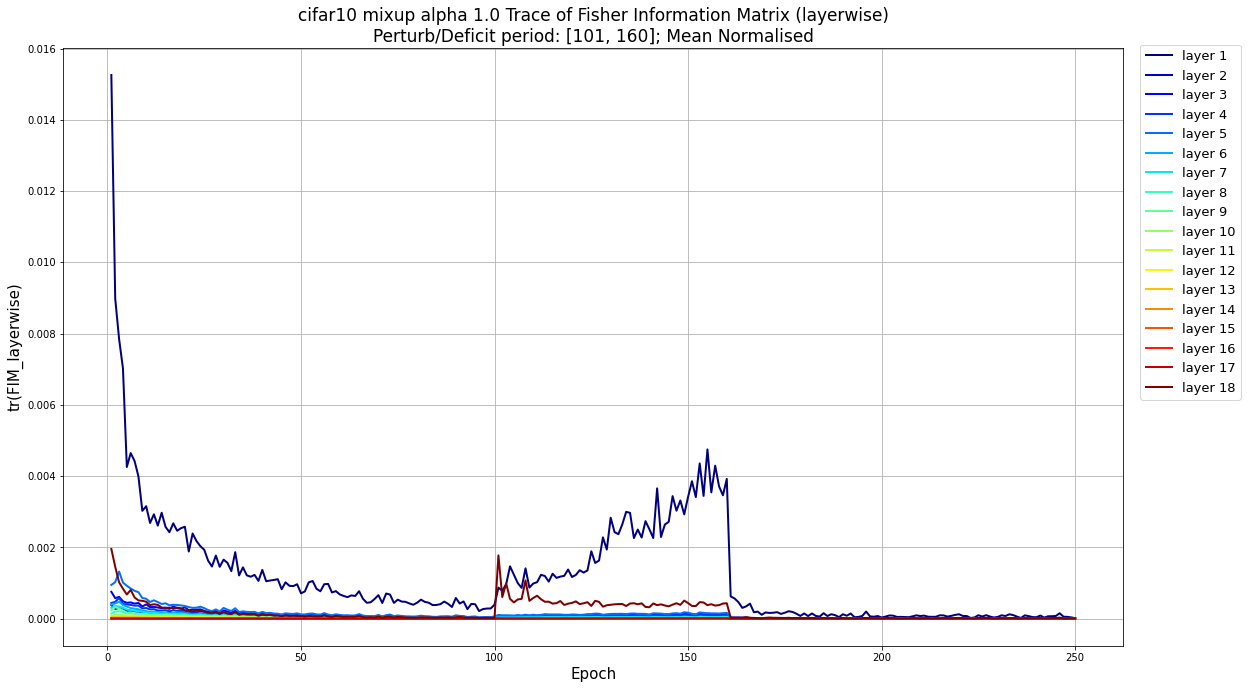 cifar10 mixup alpha 1.0 Trace of Fisher Information Matrix (layerwise)
Perturb/Deficit period: [101, 160]; Mean Normalised
0.016
0.014
0.012
0.010
0.008
0.006
0.004
0.002
0.000
tr(FIM_layerwise)
0
50
100
150
200
250
Epoch
layer 1
layer 2
layer 3
layer 4
layer 5
layer 6
layer 7
layer 8
layer 9
layer 10
layer 11
layer 12
layer 13
layer 14
layer 15
layer 16
layer 17
layer 18